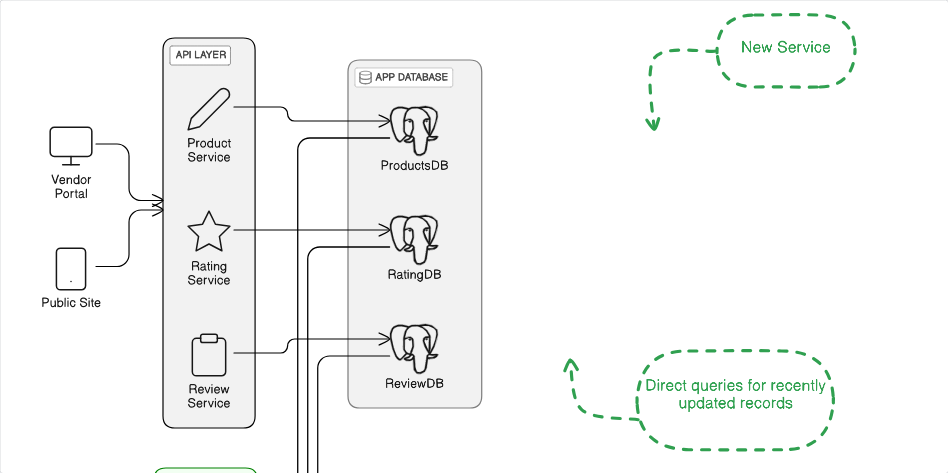 API LAYER
APP DATABASE
New Service
Product
Service
ProductsDB
Vendor
Portal
Rating
Service
RatingDB
Public Site
Review
Service
ReviewDB
Direct queries for recently
updated records